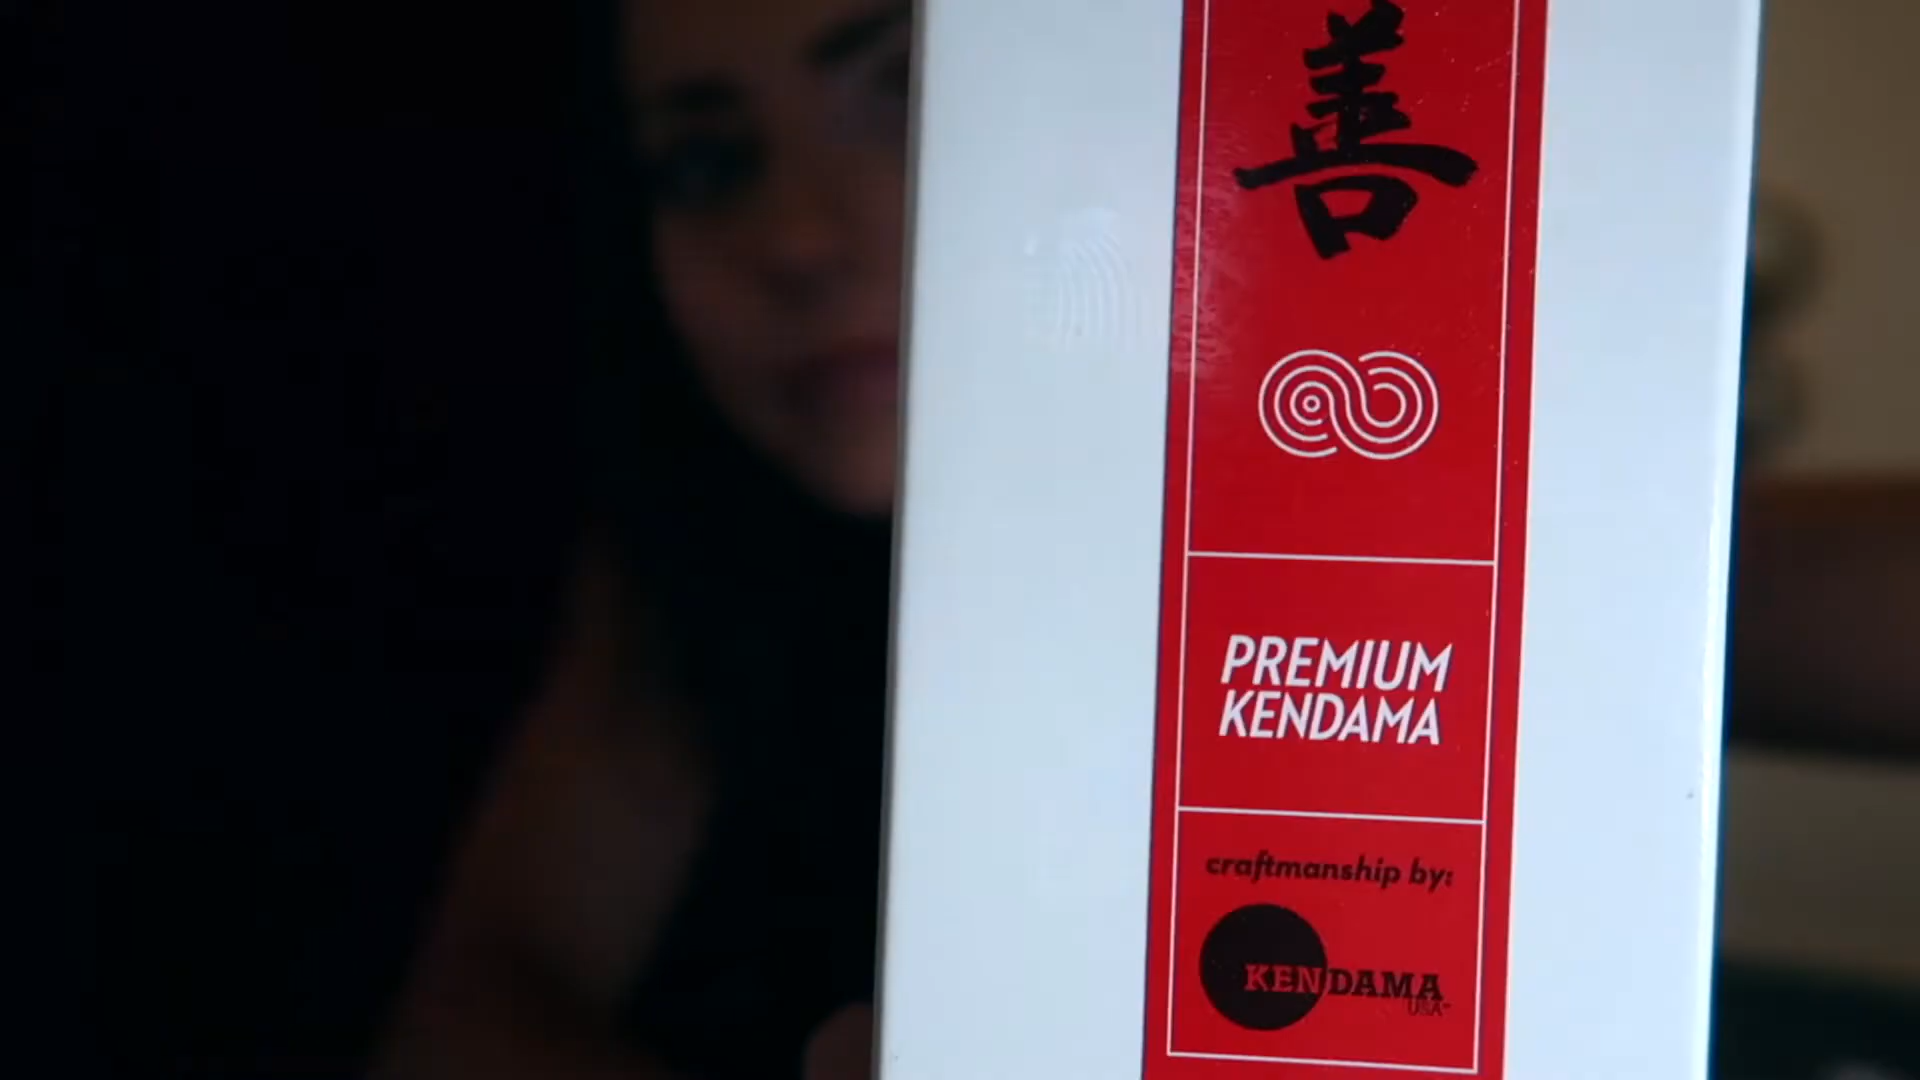 善
PREMIUM
KENDAMA
craftmanship by:
KENDAMA
USA